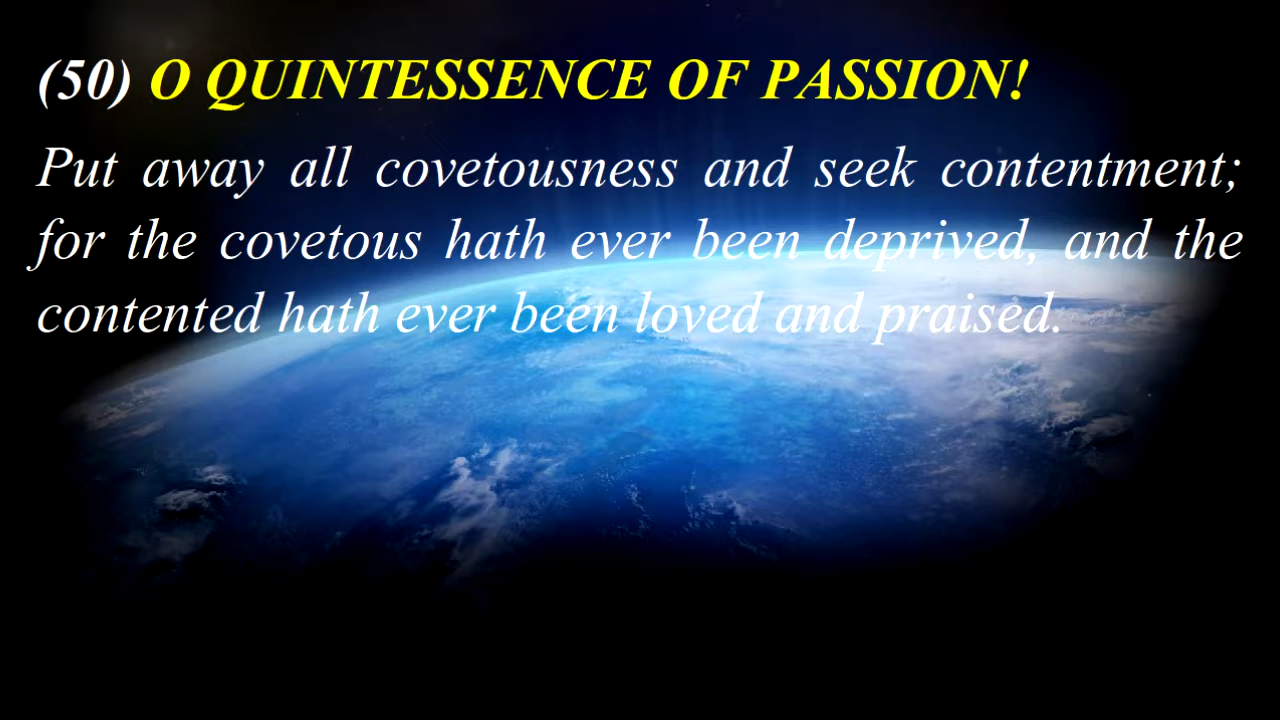 (50) O QUINTESSENCE OF PASSION!
Put away all covetousness and seek contentment;
for the covetous hath ever been deprived, and the
contented hath ever been loved and praised.